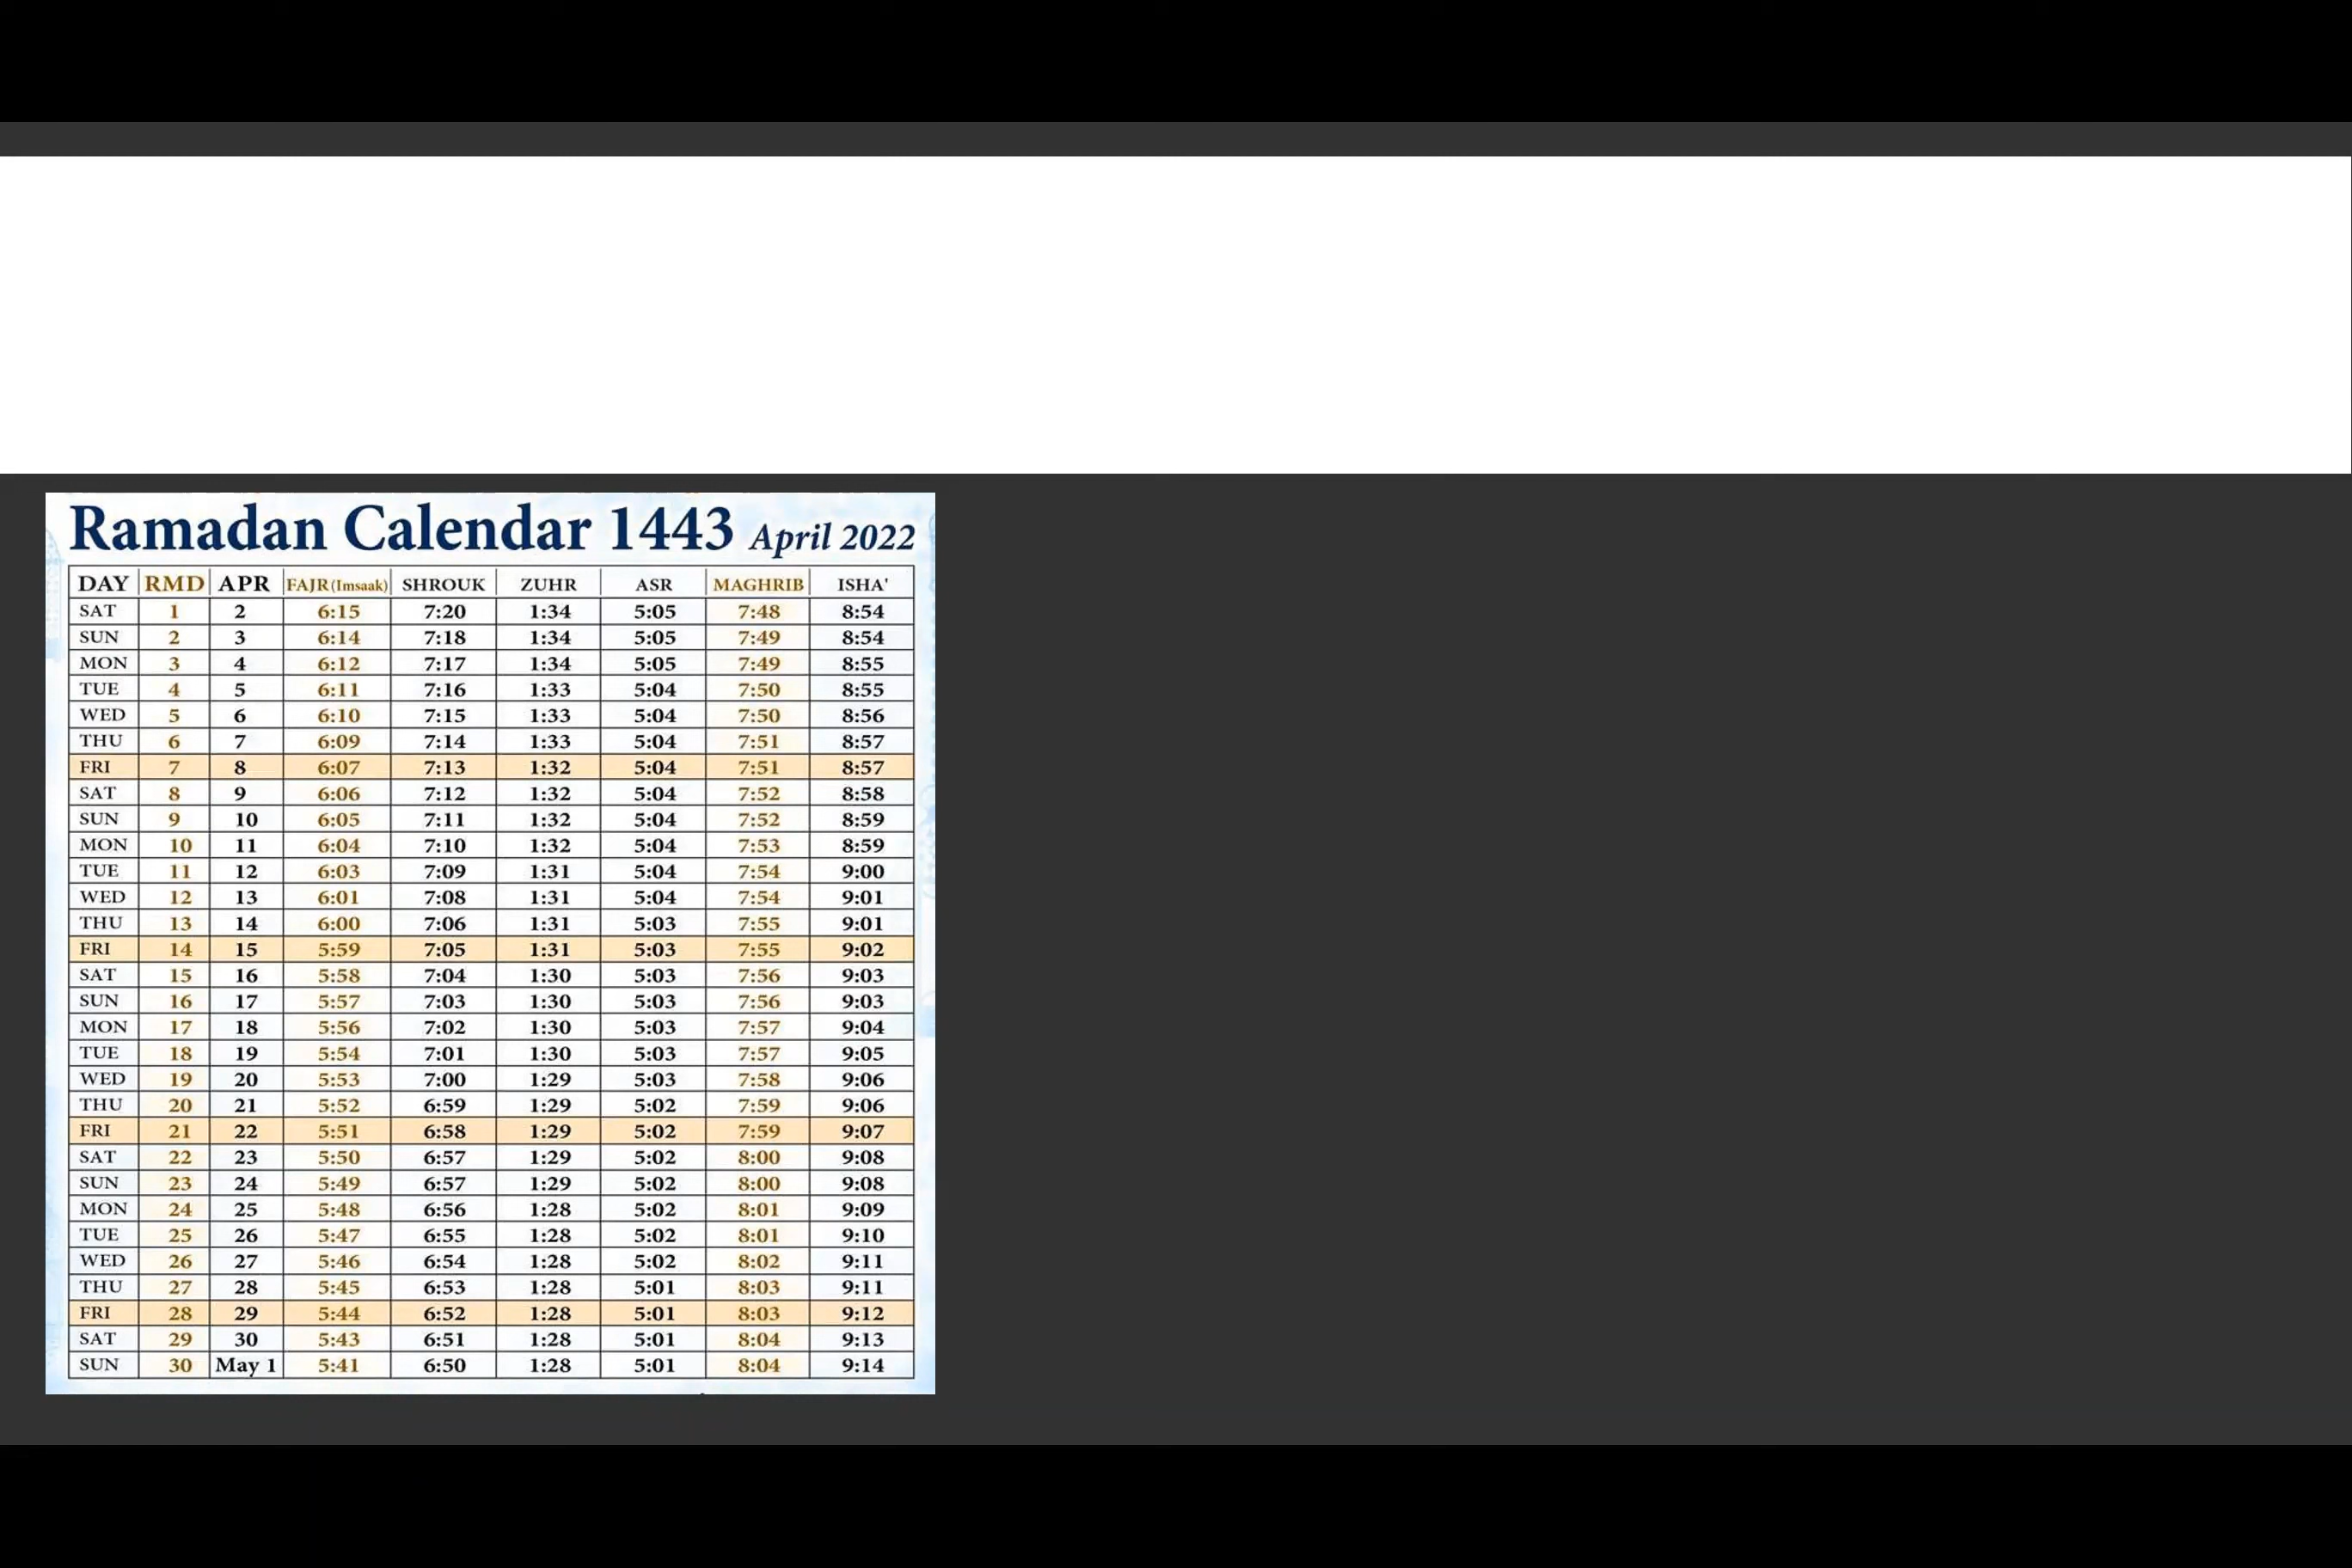 Ramadan Calendar 1443 April 2022
DAY RMD APR FAJR(Imsaak) SHROUK ZUHR ASR MAGHRIB ISHA'
SAT 1 2 6:15 7:20 1:34 5:05 7:48 8:54
SUN 2 3 6:14 7:18 1:34 5:05 7:49 8:54
MON 3 4 6:12 7:17 1:34 5:05 7:49 8:55
TUE 4 5 6:11 7:16 1:33 5:04 7:50 8:55
WED 5 6 6:10 7:15 1:33 5:04 7:50 8:56
THU 6 7 6:09 7:14 1:33 5:04 7:51 8:57
FRI 7 8 6:07 7:13 1:32 5:04 7:51 8:57
SAT 8 9 6:06 7:12 1:32 5:04 7:52 8:58
SUN 9 10 6:05 7:11 1:32 5:04 7:52 8:59
MON 10 11 6:04 7:10 1:32 5:04 7:53 8:59
TUE 11 12 6:03 7:09 1:31 5:04 7:54 9:00
WED 12 13 6:01 7:08 1:31 5:04 7:54 9:01
THU 13 14 6:00 7:06 1:31 5:03 7:55 9:01
FRI 14 15 5:59 7:05 1:31 5:03 7:55 9:02
SAT 15 16 5:58 7:04 1:30 5:03 7:56 9:03
SUN 16 17 5:57 7:03 1:30 5:03 7:56 9:03
MON 17 18 5:56 7:02 1:30 5:03 7:57 9:04
TUE 18 19 5:54 7:01 1:30 5:03 7:57 9:05
WED 19 20 5:53 7:00 1:29 5:03 7:58 9:06
THU 20 21 5:52 6:59 1:29 5:02 7:59 9:06
FRI 21 22 5:51 6:58 1:29 5:02 7:59 9:07
SAT 22 23 5:50 6:57 1:29 5:02 8:00 9:08
SUN 23 24 5:49 6:57 1:29 5:02 8:00 9:08
MON 24 25 5:48 6:56 1:28 5:02 8:01 9:09
TUE 25 26 5:47 6:55 1:28 5:02 8:01 9:10
WED 26 27 5:46 6:54 1:28 5:02 8:02 9:11
THU 27 28 5:45 6:53 1:28 5:01 8:03 9:11
FRI 28 29 5:44 6:52 1:28 5:01 8:03 9:12
SAT 29 30 5:43 6:51 1:28 5:01 8:04 9:13
SUN 30 May 1 5:41 6:50 1:28 5:01 8:04 9:14